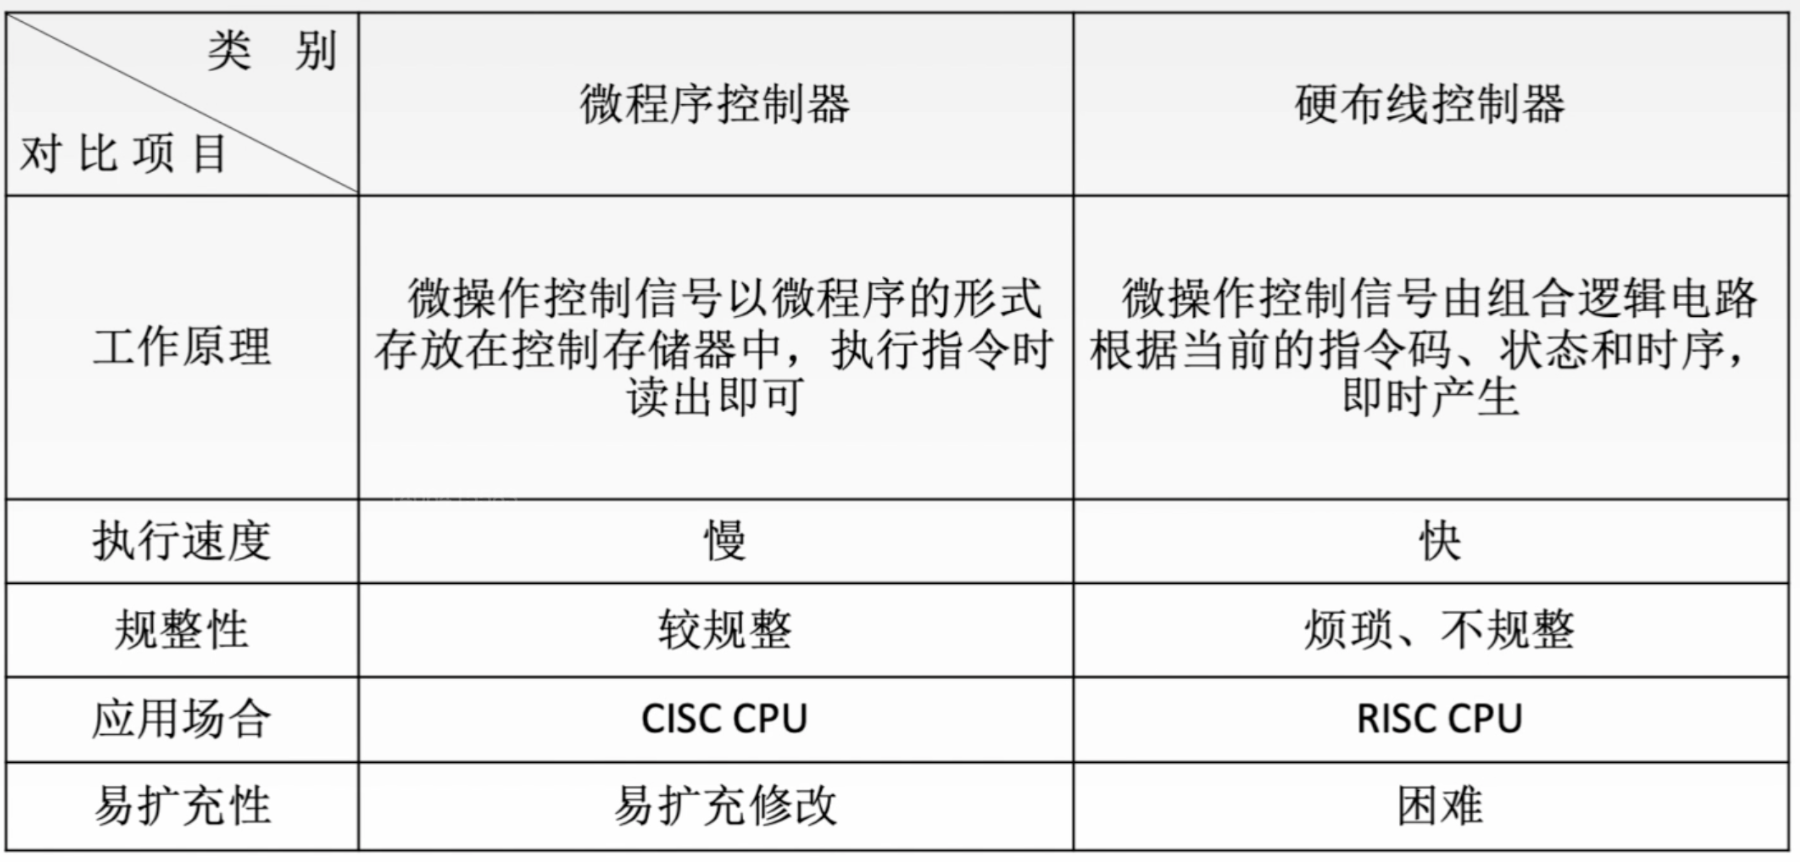 类 别
对比项目
微程序控制器
硬布线控制器
工作原理
微操作控制信号以微程序的形式
存放在控制存储器中，执行指令时
读出即可
微操作控制信号由组合逻辑电路
根据当前的指令码、状态和时序，
即时产生
执行速度
慢
快
规整性
较规整
烦琐、不规整
应用场合
CISC CPU
RISC CPU
易扩充性
易扩充修改
困难